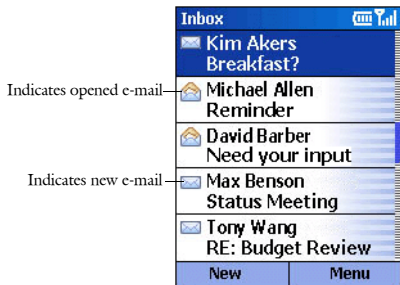 Inbox
Kim Akers
Breakfast?
Indicates opened e-mail
Michael Allen
Reminder
David Barber
Need your input
Indicates new e-mail
Max Benson
Status Meeting
Tony Wang
RE: Budget Review
New Menu